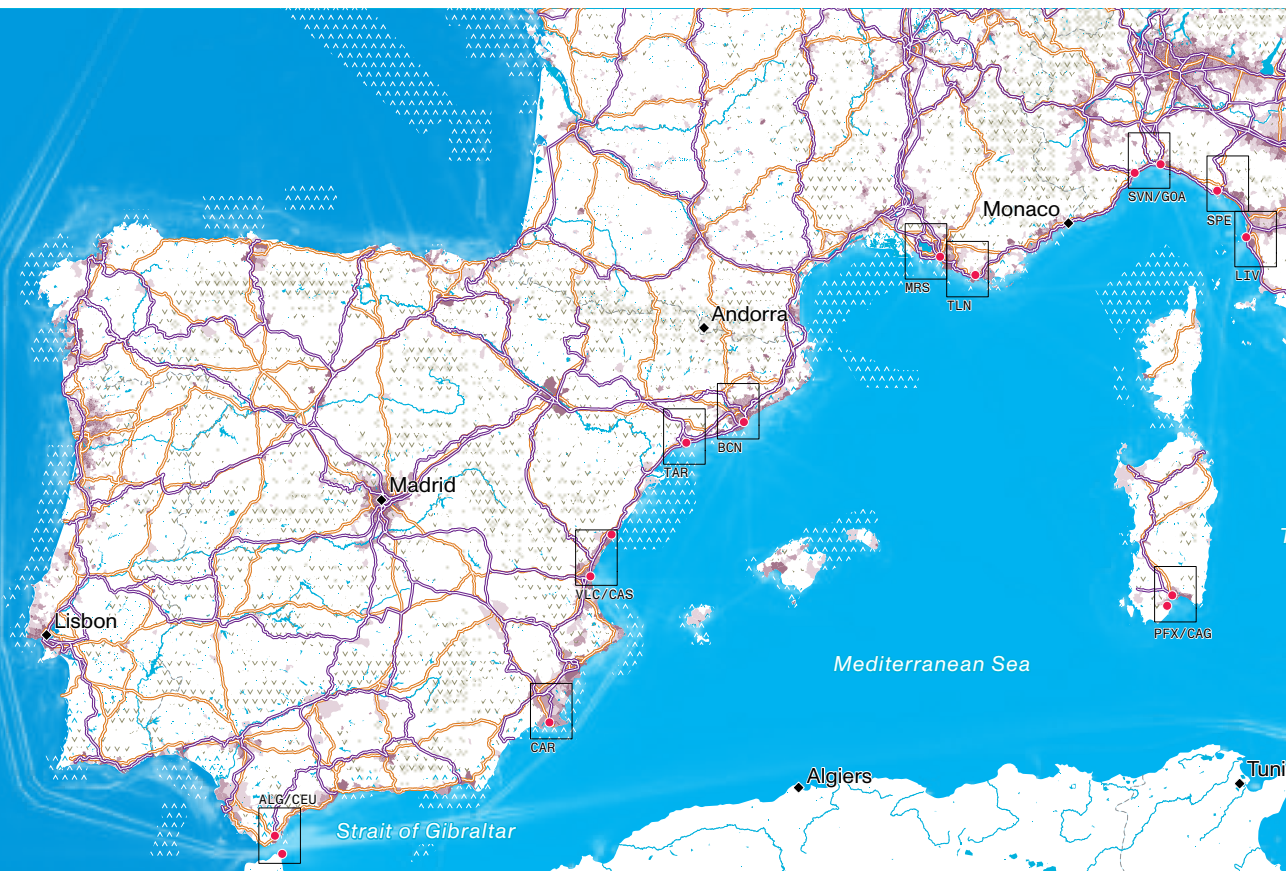 SVN/GOA
Monaco
SPE
LIV
MRS
TLN
Andorra
BCN
TAR
Madrid
VLC/CAS
Lisbon
PFX/CAG
Mediterranean Sea
CAR
Algiers
Tuni
ALG/CEU
Strait of Gibraltar